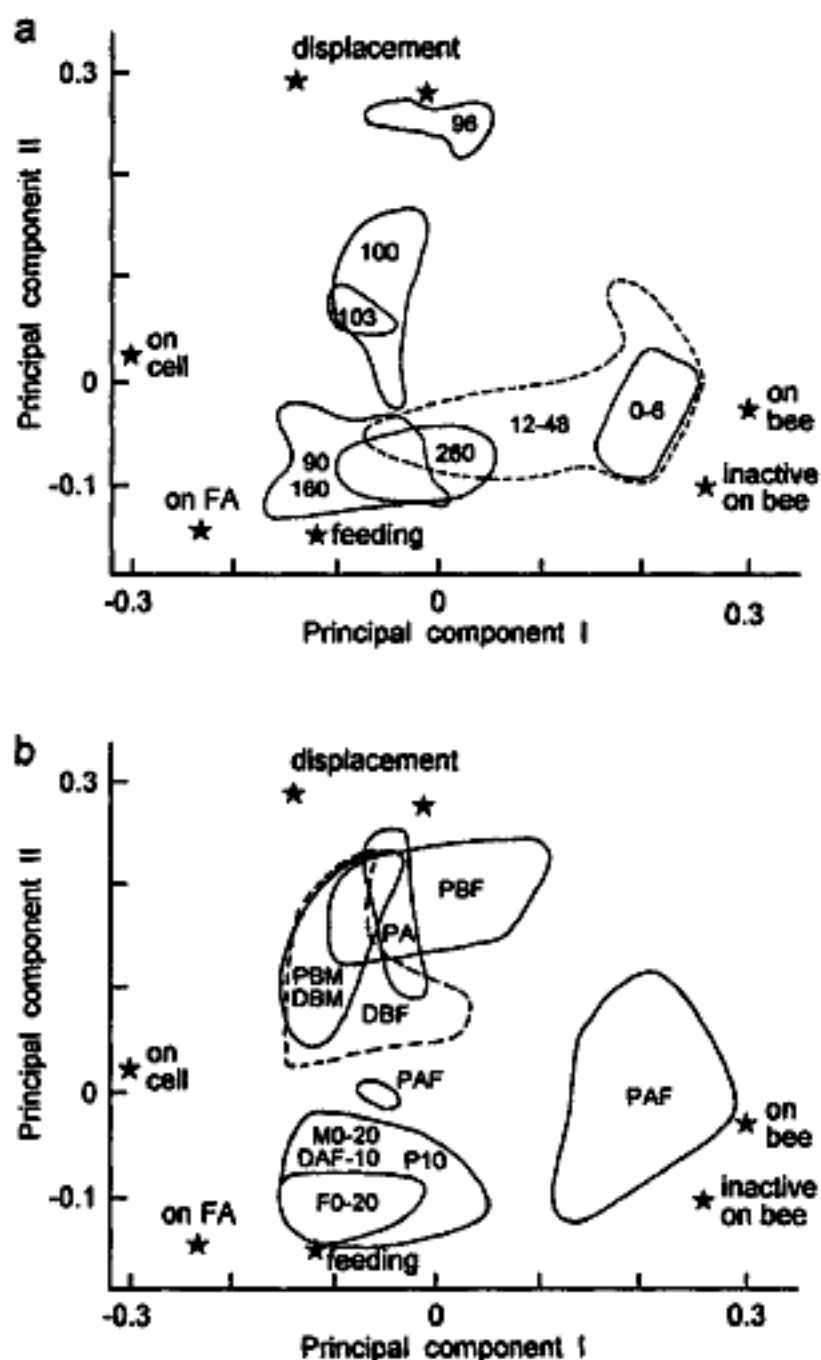 a
displacement
0.3
96
Principal component II
100
103
on
cell
0
12-48
0-6
on
bee
260
90
160
-0.1
inactive
on bee
on FA
feeding
-0.3
0
0.3
Principal component I
b
displacement
0.3
Principal component II
PBF
PA
PBM
DBM
DBF
on
cell
0
PAF
PAF
on
bee
M0-20
DAF-10
P10
F0-20
-0.1
inactive
on bee
on FA
feeding
-0.3
0
0.3
Principal component I